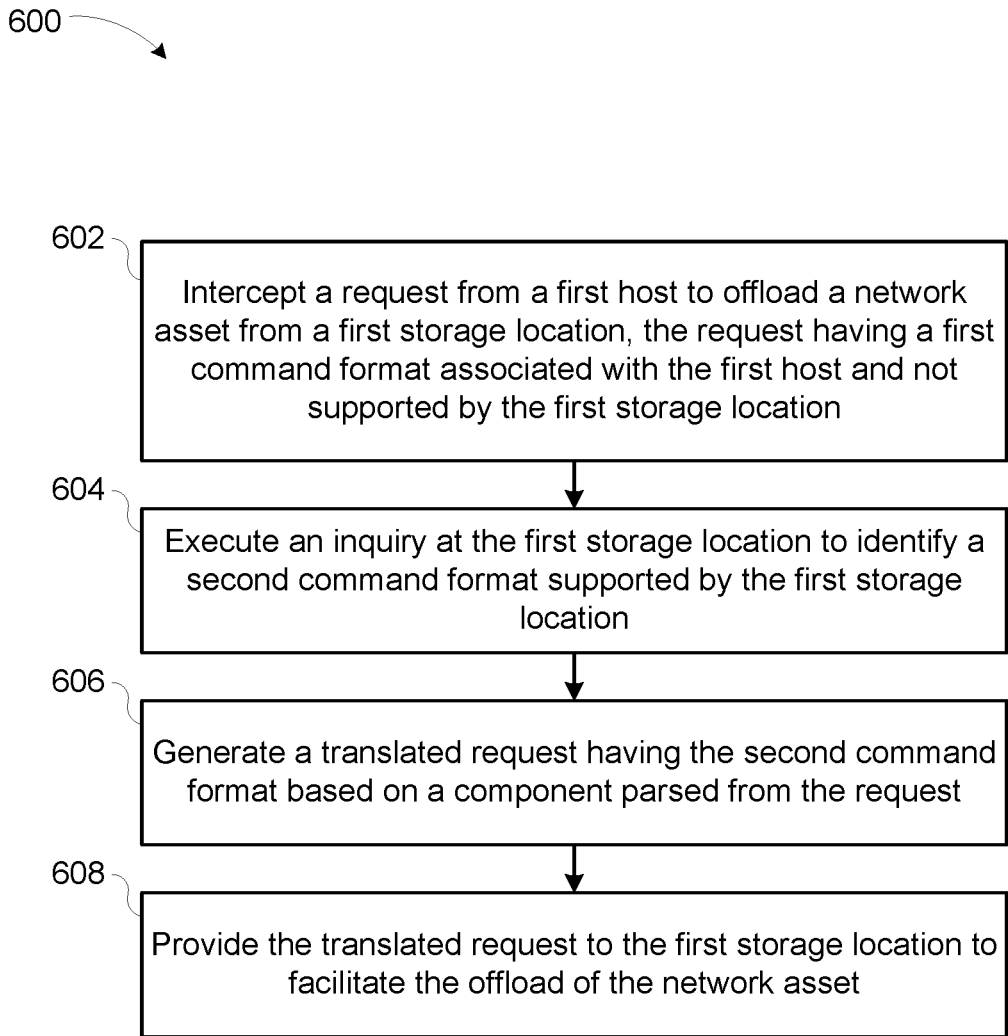 600
602
Intercept a request from a first host to offload a network
asset from a first storage location, the request having a first
command format associated with the first host and not
supported by the first storage location
604
Execute an inquiry at the first storage location to identify a
second command format supported by the first storage
location
606
Generate a translated request having the second command
format based on a component parsed from the request
608
Provide the translated request to the first storage location to
facilitate the offload of the network asset